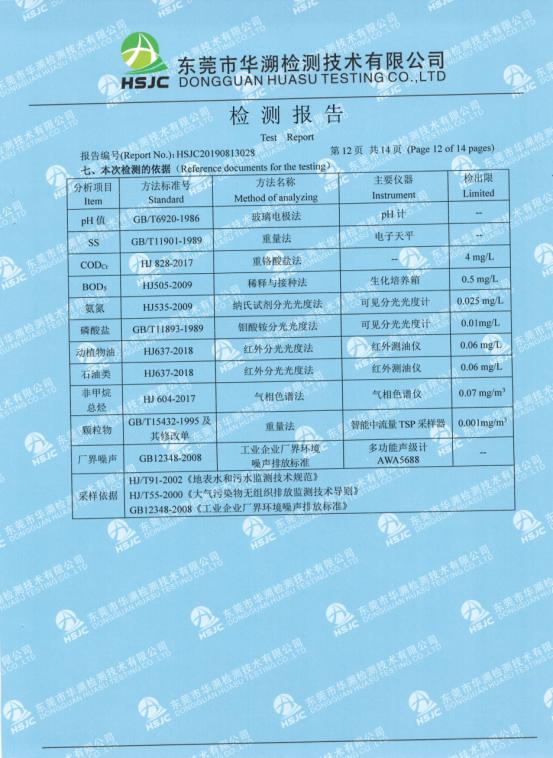 HSJC 东莞市华溯检测技术有限公司
DONGGUAN HUASU TESTING CO.,LTD
检测报告
Test Report
报告编号(Report No.): HSJC20190813028 第12页 共14页 (Page 12 of 14 pages)
七、本次检测的依据 (Reference documents for the testing)
分析项目 方法标准号 方法名称 主要仪器 检出限
Item Standard Method of analyzing Instrument Limited
pH 值 GB/T6920-1986 玻璃电极法 pH 计 --
SS GB/T11901-1989 重量法 电子天平 --
CODCr HJ 828-2017 重铬酸盐法 -- 4 mg/L
BOD5 HJ505-2009 稀释与接种法 生化培养箱 0.5 mg/L
氨氮 HJ535-2009 纳氏试剂分光光度法 可见分光光度计 0.025 mg/L
磷酸盐 GB/T11893-1989 钼酸铵分光光度法 可见分光光度计 0.01mg/L
动植物油 HJ637-2018 红外分光光度法 红外测油仪 0.06 mg/L
石油类 HJ637-2018 红外分光光度法 红外测油仪 0.06 mg/L
非甲烷
总烃 HJ 604-2017 气相色谱法 气相色谱仪 0.07 mg/m³
颗粒物 GB/T15432-1995 及
其修改单 重量法 智能中流量 TSP 采样器 0.001mg/m³
厂界噪声 GB12348-2008 工业企业厂界环境
噪声排放标准 多功能声级计
AWA5688 --
采样依据 HJ/T91-2002《地表水和污水监测技术规范》
HJ/T55-2000《大气污染物无组织排放监测技术导则》
GB12348-2008《工业企业厂界环境噪声排放标准》